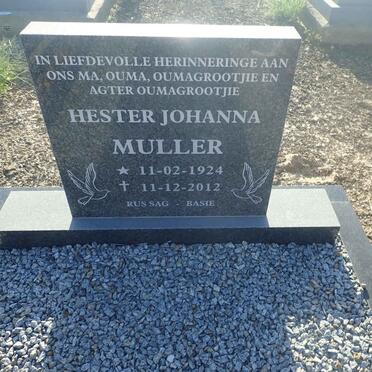 IN LIEFDEVOLLE HERINNERINGE AAN
ONS MA, OUMA, OUMAGROOTJIE EN
AGTER OUMAGROOTJIE
HESTER JOHANNA
MULLER
★ 11-02-1924
✝ 11-12-2012
RUS SAG - BASIE